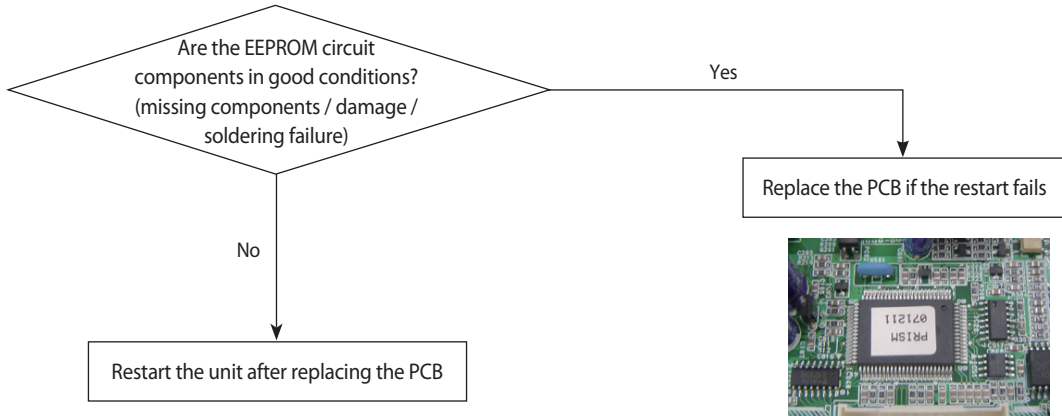 Are the EEPROM circuit
components in good conditions?
(missing components / damage /
soldering failure)
Yes
Replace the PCB if the restart fails
No
Restart the unit after replacing the PCB
PRISM
071211